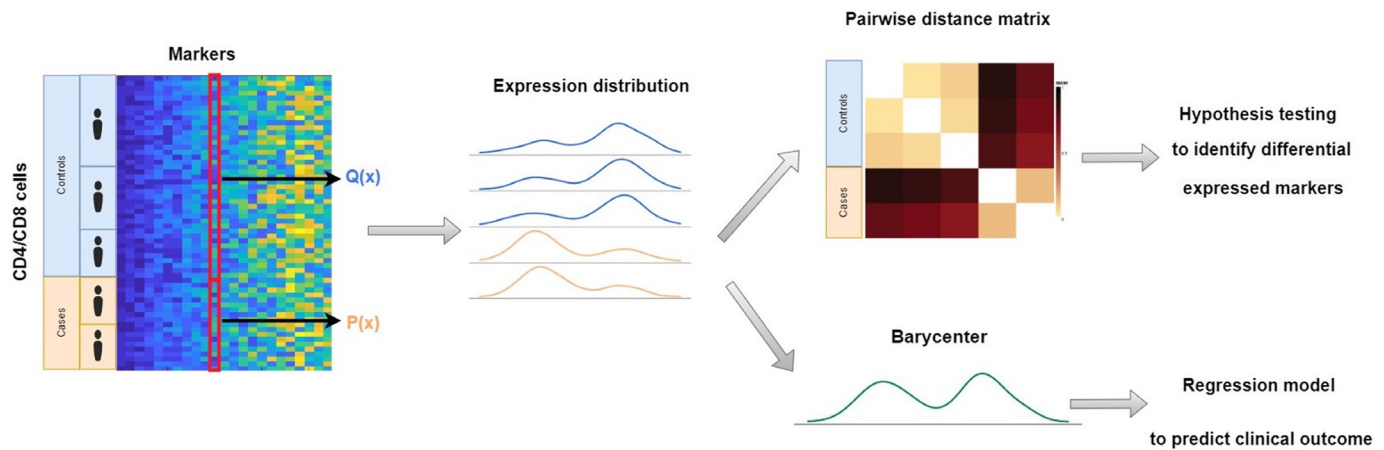 Markers
CD4/CD8 cells
Controls
Cases
Q(x)
P(x)
Expression distribution
Pairwise distance matrix
Controls
Cases
Hypothesis testing
to identify differential
expressed markers
Barycenter
Regression model
to predict clinical outcome